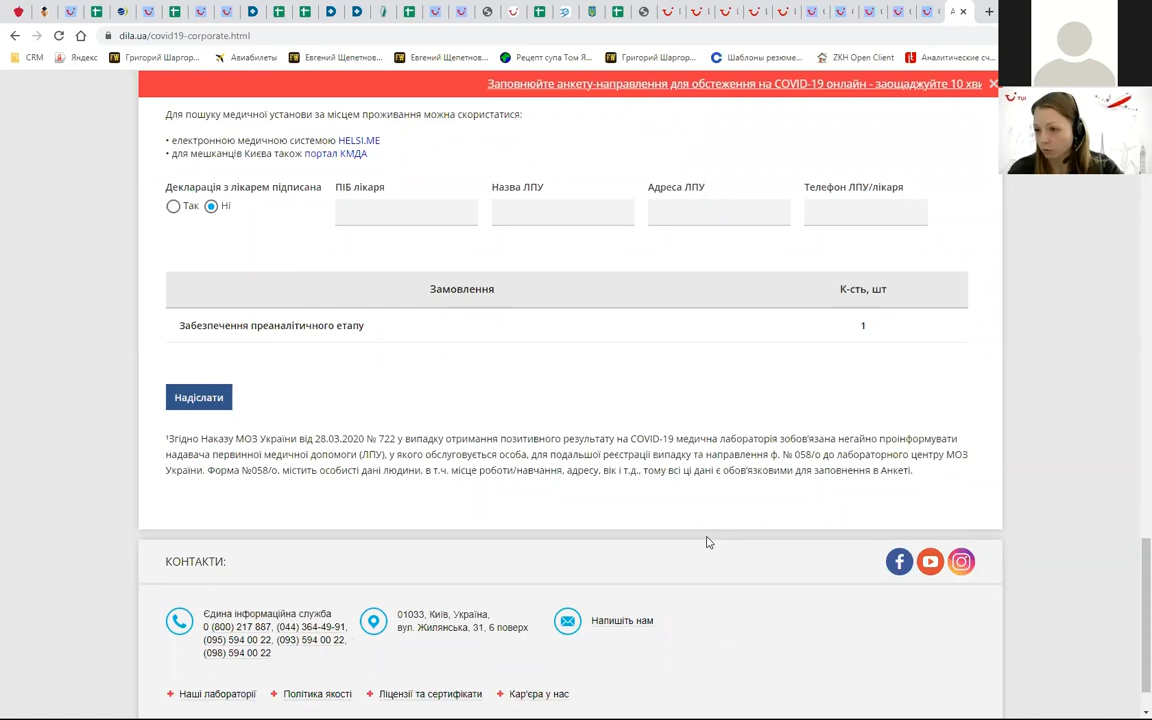 dila.ua/covid19-corporate.html
CRM Яндекс Григорий Шаргор... Авиабилеты Евгений Щепетнов... Евгений Щепетнов... Рецепт супа Том Я... Григорий Шаргор... Шаблоны резюме... ZKH Open Client Аналитические сч...
Заповнюйте анкету-направлення для обстеження на COVID-19 онлайн - заощаджуйте 10 хви
TUI
Для пошуку медичної установи за місцем проживання можна скористатися:
• електронною медичною системою HELSI.ME
• для мешканців Києва також портал КМДА
Декларація з лікарем підписана ПІБ лікаря Назва ЛПУ Адреса ЛПУ Телефон ЛПУ/лікаря
Так Ні
Замовлення К-сть, шт
Забезпечення преаналітичного етапу 1
Надіслати
¹Згідно Наказу МОЗ України від 28.03.2020 № 722 у випадку отримання позитивного результату на COVID-19 медична лабораторія зобов'язана негайно проінформувати
надавача первинної медичної допомоги (ЛПУ), у якого обслуговується особа, для подальшої реєстрації випадку та направлення ф. № 058/о до лабораторного центру МОЗ
України. Форма №058/о. містить особисті дані людини, в т.ч. місце роботи/навчання, адресу, вік і т.д., тому всі ці дані є обов'язковими для заповнення в Анкеті.
КОНТАКТИ:
Єдина інформаційна служба
0 (800) 217 887, (044) 364-49-91,
(095) 594 00 22, (093) 594 00 22,
(098) 594 00 22
01033, Київ, Україна,
вул. Жилянська, 31, 6 поверх
Напишіть нам
Наші лабораторії Політика якості Ліцензії та сертифікати Кар'єра у нас